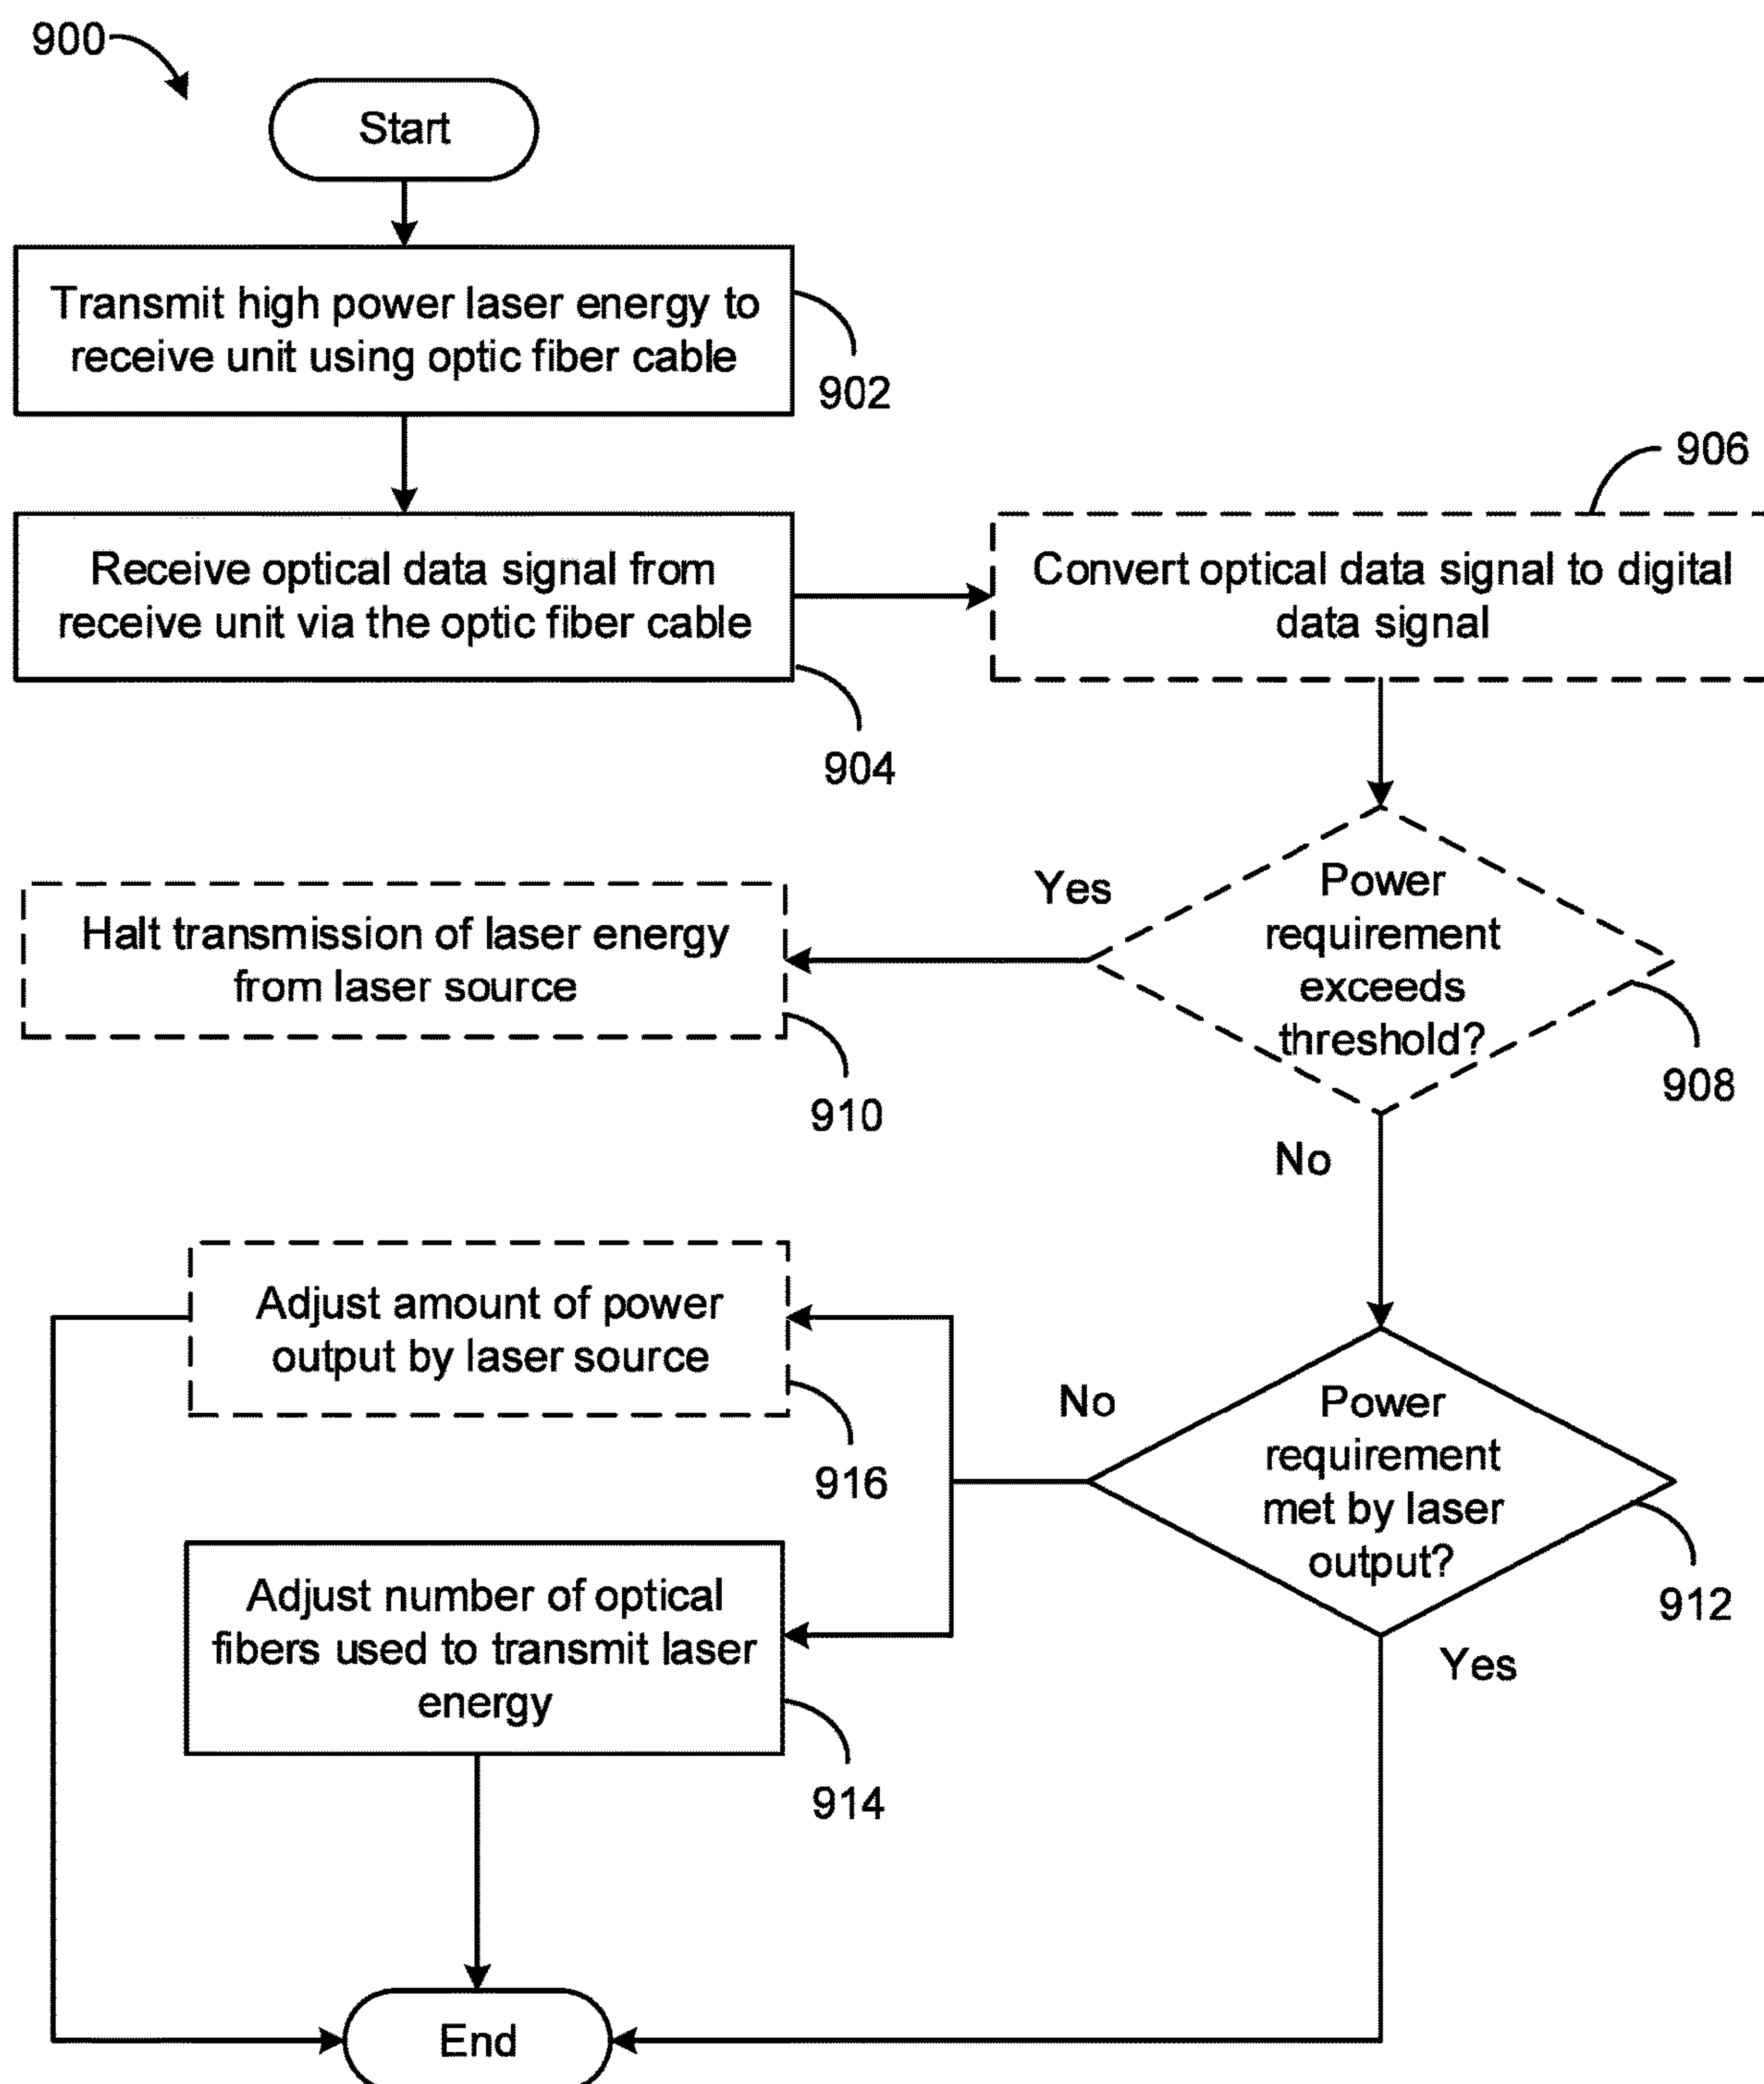 900
Start
Transmit high power laser energy to
receive unit using optic fiber cable
902
906
Receive optical data signal from
receive unit via the optic fiber cable
904
Convert optical data signal to digital
data signal
Yes
Power
requirement
exceeds
threshold?
908
Halt transmission of laser energy
from laser source
910
No
Adjust amount of power
output by laser source
916
No
Power
requirement
met by laser
output?
912
Yes
Adjust number of optical
fibers used to transmit laser
energy
914
End